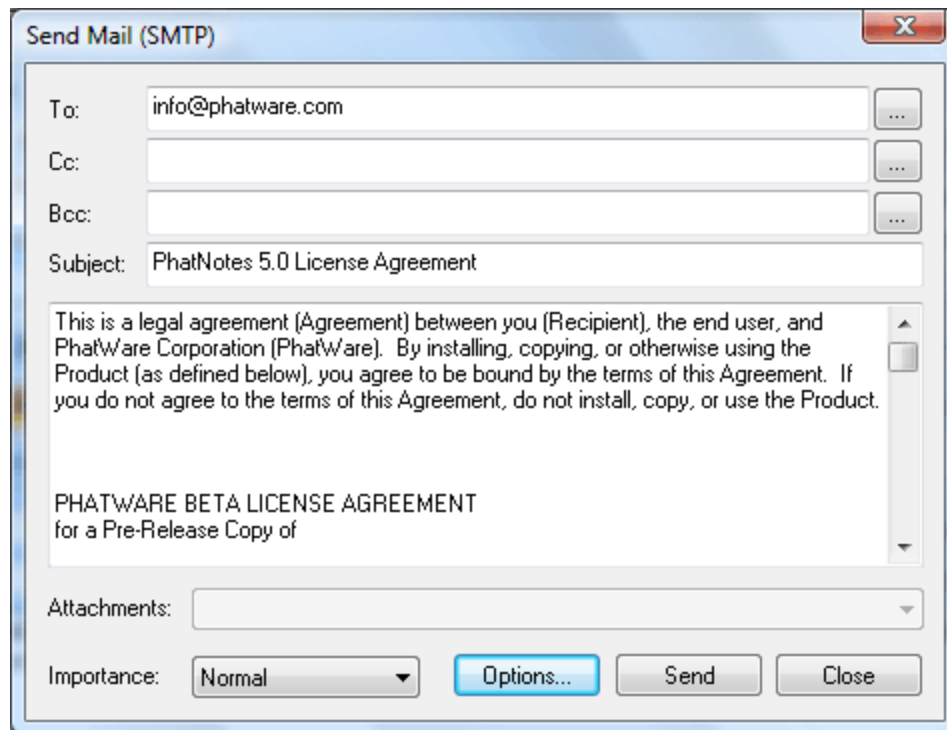 Send Mail (SMTP)
To: info@phatware.com ...
Cc: ...
Bcc: ...
Subject: PhatNotes 5.0 License Agreement
This is a legal agreement (Agreement) between you (Recipient), the end user, and
PhatWare Corporation (PhatWare).  By installing, copying, or otherwise using the
Product (as defined below), you agree to be bound by the terms of this Agreement.  If
you do not agree to the terms of this Agreement, do not install, copy, or use the Product.
PHATWARE BETA LICENSE AGREEMENT
for a Pre-Release Copy of
Attachments:
Importance: Normal Options... Send Close